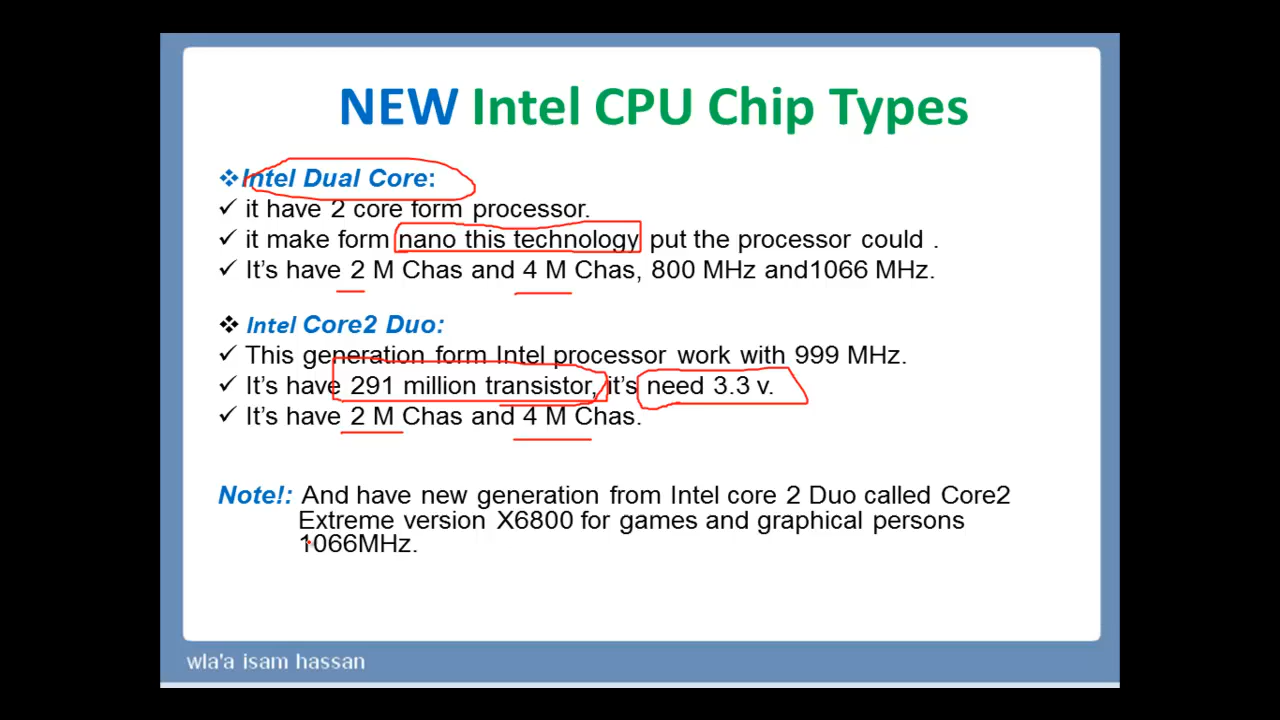 NEW Intel CPU Chip Types
❖Intel Dual Core:
✓ it have 2 core form processor.
✓ it make form nano this technology put the processor could .
✓ It's have 2 M Chas and 4 M Chas, 800 MHz and1066 MHz.
❖ Intel Core2 Duo:
✓ This generation form Intel processor work with 999 MHz.
✓ It's have 291 million transistor, it's need 3.3 v.
✓ It's have 2 M Chas and 4 M Chas.
Note!: And have new generation from Intel core 2 Duo called Core2
Extreme version X6800 for games and graphical persons
1066MHz.
wla'a isam hassan